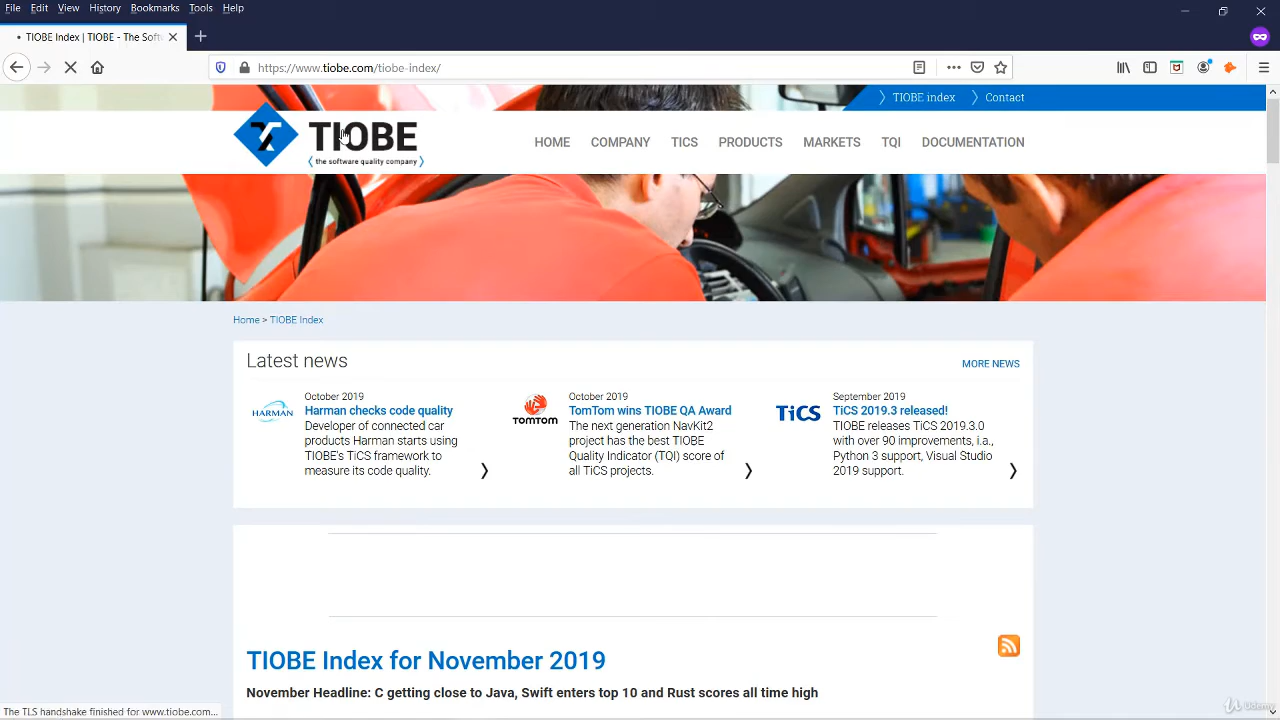 File Edit View History Bookmarks Tools Help
TIOBE Index | TIOBE - The Soft
https://www.tiobe.com/tiobe-index/
TIOBE index Contact
TIOBE
the software quality company
HOME COMPANY TICS PRODUCTS MARKETS TQI DOCUMENTATION
Home > TIOBE Index
Latest news
MORE NEWS
HARMAN
October 2019
Harman checks code quality
Developer of connected car
products Harman starts using
TIOBE's TiCS framework to
measure its code quality.
TOMTOM
October 2019
TomTom wins TIOBE QA Award
The next generation NavKit2
project has the best TIOBE
Quality Indicator (TQI) score of
all TiCS projects.
TiCS
September 2019
TiCS 2019.3 released!
TIOBE releases TiCS 2019.3.0
with over 90 improvements, i.a.,
Python 3 support, Visual Studio
2019 support.
TIOBE Index for November 2019
November Headline: C getting close to Java, Swift enters top 10 and Rust scores all time high
The TLS handshake finished for www.tiobe.com...
Udemy